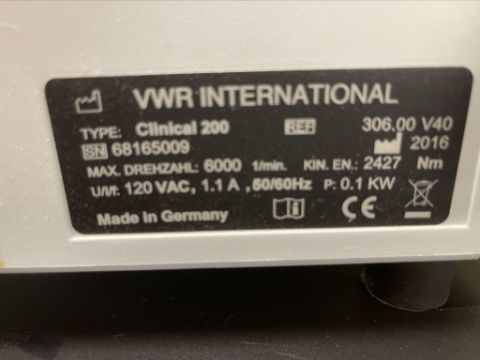 VWR INTERNATIONAL
TYPE: Clinical 200 REF 306.00 V40
SN 68165009 2016
MAX. DREHZAHL: 6000 1/min. KIN. EN.: 2427 Nm
U/f: 120 VAC, 1.1 A , 50/60Hz P: 0.1 KW
Made in Germany CE